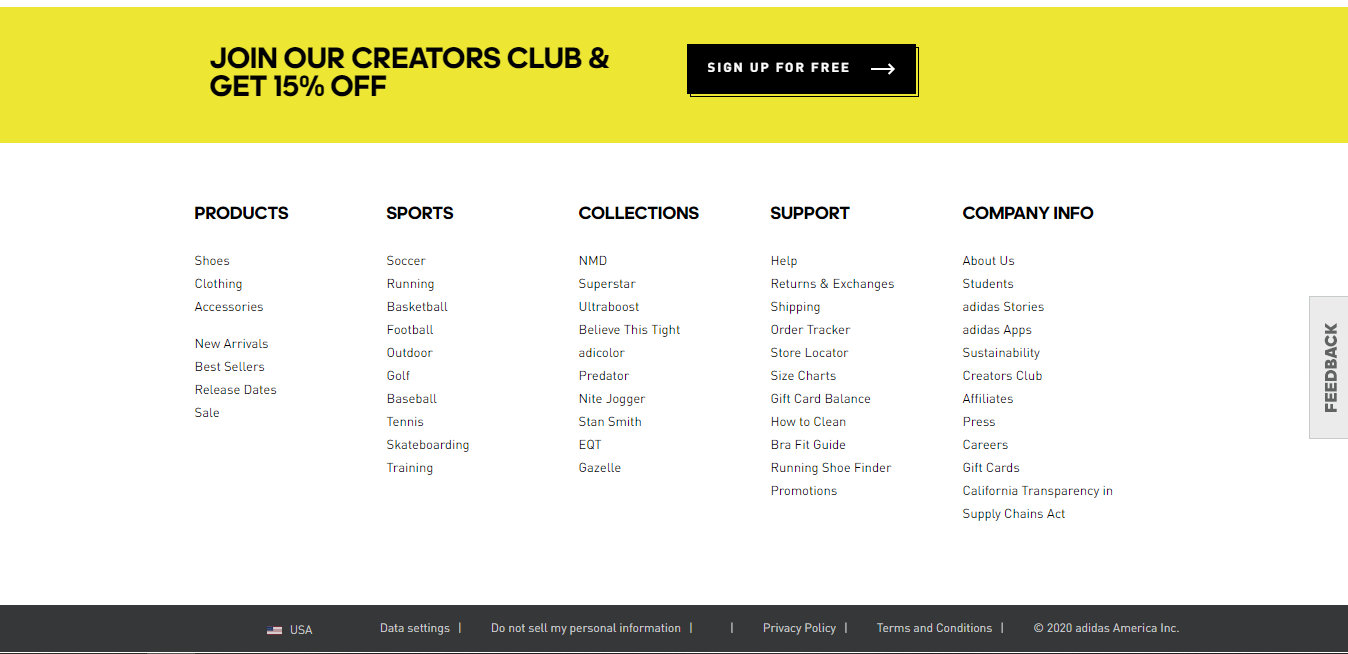 JOIN OUR CREATORS CLUB &
GET 15% OFF
SIGN UP FOR FREE
PRODUCTS
Shoes
Clothing
Accessories
New Arrivals
Best Sellers
Release Dates
Sale
SPORTS
Soccer
Running
Basketball
Football
Outdoor
Golf
Baseball
Tennis
Skateboarding
Training
COLLECTIONS
NMD
Superstar
Ultraboost
Believe This Tight
adicolor
Predator
Nite Jogger
Stan Smith
EQT
Gazelle
SUPPORT
Help
Returns & Exchanges
Shipping
Order Tracker
Store Locator
Size Charts
Gift Card Balance
How to Clean
Bra Fit Guide
Running Shoe Finder
Promotions
COMPANY INFO
About Us
Students
adidas Stories
adidas Apps
Sustainability
Creators Club
Affiliates
Press
Careers
Gift Cards
California Transparency in
Supply Chains Act
FEEDBACK
USA Data settings | Do not sell my personal information | | Privacy Policy | Terms and Conditions | © 2020 adidas America Inc.